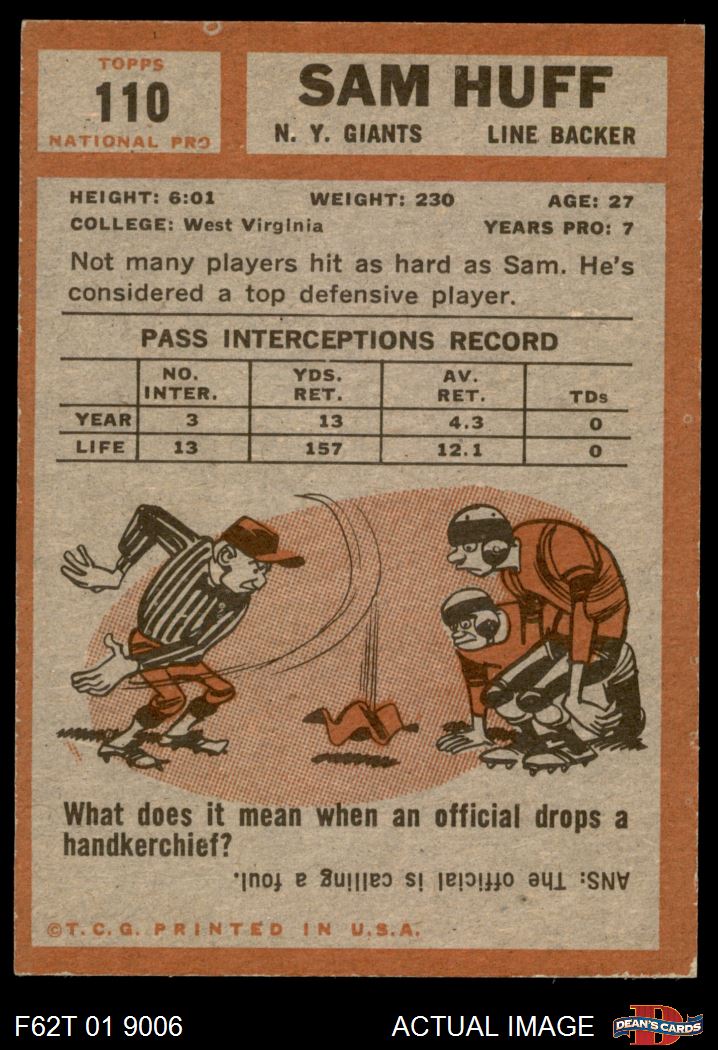 TOPPS
110
NATIONAL PRO
SAM HUFF
N. Y. GIANTS LINE BACKER
HEIGHT: 6:01 WEIGHT: 230 AGE: 27
COLLEGE: West Virginia YEARS PRO: 7
Not many players hit as hard as Sam. He's
considered a top defensive player.
PASS INTERCEPTIONS RECORD
NO. INTER. YDS. RET. AV. RET. TDs
YEAR 3 13 4.3 0
LIFE 13 157 12.1 0
What does it mean when an official drops a
handkerchief?
ANS: The official is calling a foul.
©T.C.G. PRINTED IN U.S.A.
F62T 01 9006 ACTUAL IMAGE DEAN'S CARDS